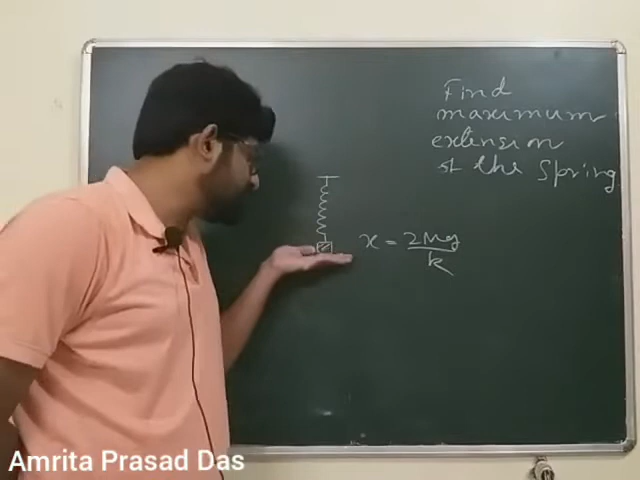 Find
maximum
extension
of the Spring
x = 2Mg/k
Amrita Prasad Das